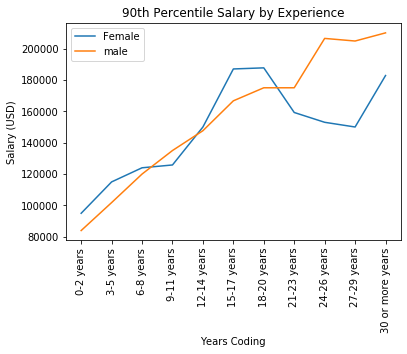 90th Percentile Salary by Experience
Female
male
Salary (USD)
200000
180000
160000
140000
120000
100000
80000
0-2 years
3-5 years
6-8 years
9-11 years
12-14 years
15-17 years
18-20 years
21-23 years
24-26 years
27-29 years
30 or more years
Years Coding